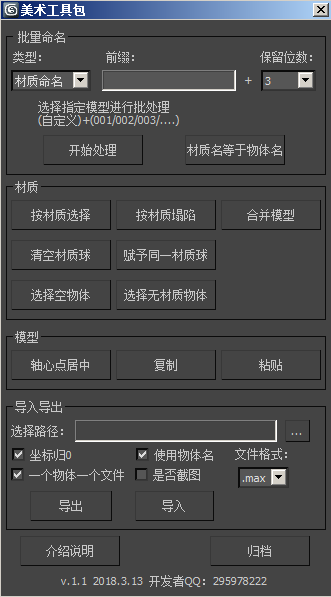 美术工具包
批量命名
类型: 前缀: 保留位数:
材质命名 + 3
选择指定模型进行批处理
(自定义)+(001/002/003/....)
开始处理 材质名等于物体名
材质
按材质选择 按材质塌陷 合并模型
清空材质球 赋予同一材质球
选择空物体 选择无材质物体
模型
轴心点居中 复制 粘贴
导入导出
选择路径: ...
坐标归0 使用物体名 文件格式:
一个物体一个文件 是否截图 .max
导出 导入
介绍说明 归档
v.1.1 2018.3.13 开发者QQ: 295978222